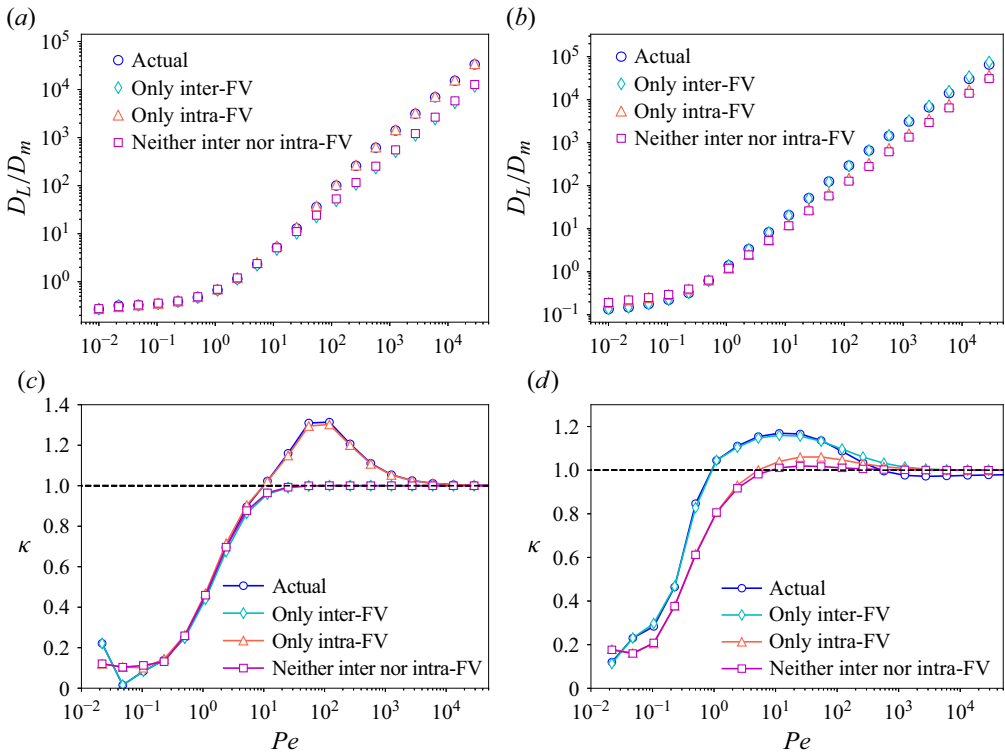 (a)
10^5
10^4
10^3
10^2
10^1
10^0
D_L/D_m
Actual
Only inter-FV
Only intra-FV
Neither inter nor intra-FV
10^-2 10^-1 10^0 10^1 10^2 10^3 10^4
(b)
10^5
10^4
10^3
10^2
10^1
10^0
10^-1
D_L/D_m
Actual
Only inter-FV
Only intra-FV
Neither inter nor intra-FV
10^-2 10^-1 10^0 10^1 10^2 10^3 10^4
(c)
1.4
1.2
1.0
0.8
0.6
0.4
0.2
0
κ
Actual
Only inter-FV
Only intra-FV
Neither inter nor intra-FV
10^-2 10^-1 10^0 10^1 10^2 10^3 10^4
Pe
(d)
1.2
1.0
0.8
0.6
0.4
0.2
0
κ
Actual
Only inter-FV
Only intra-FV
Neither inter nor intra-FV
10^-2 10^-1 10^0 10^1 10^2 10^3 10^4
Pe